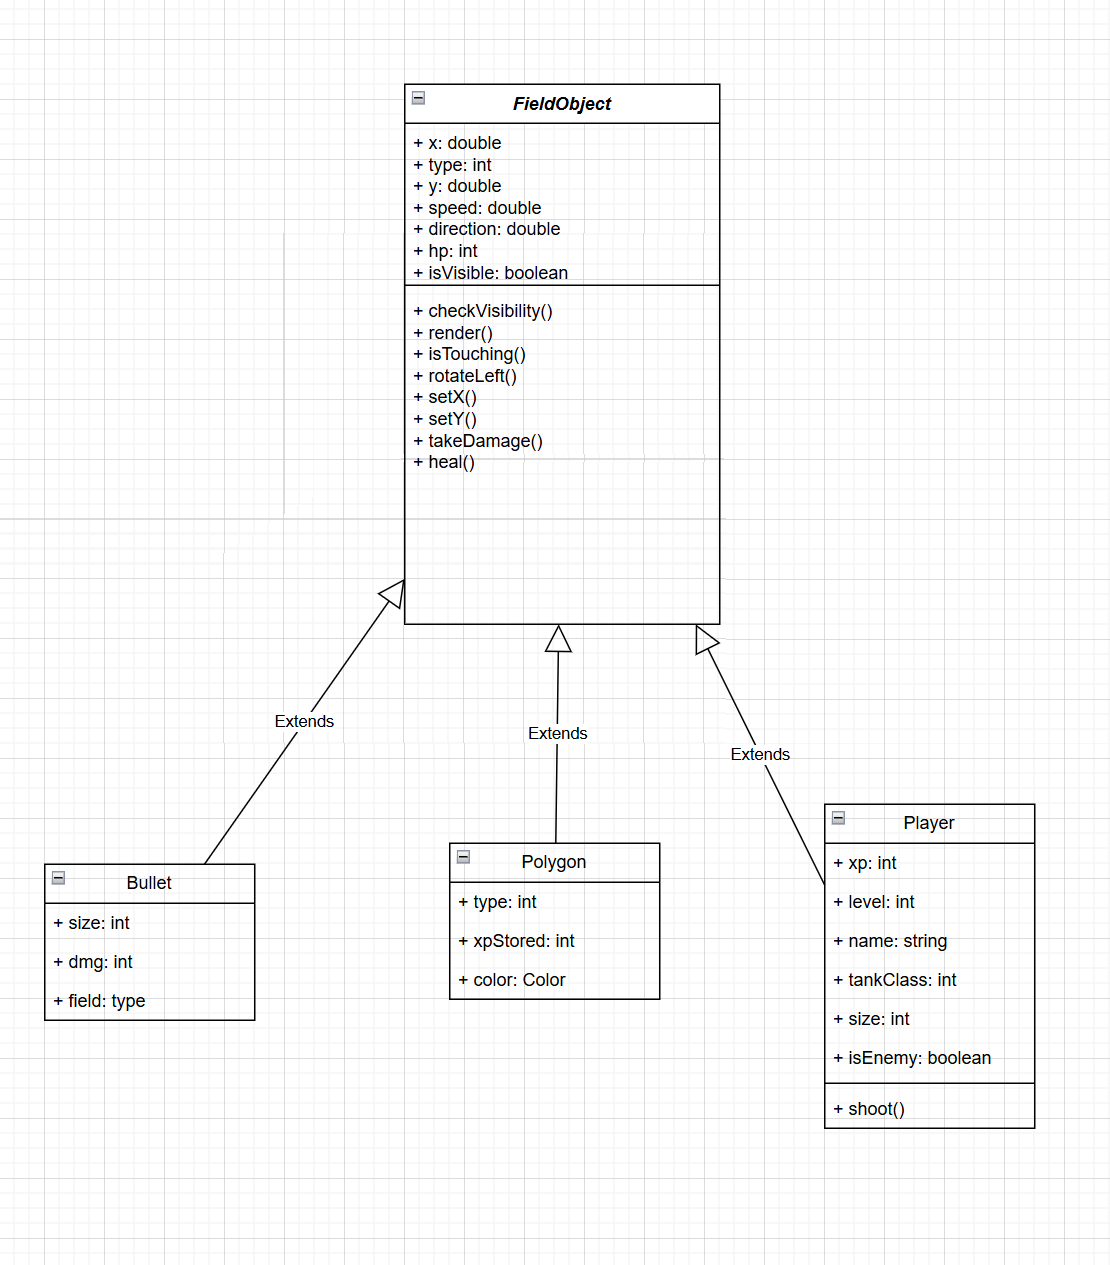 FieldObject
+ x: double
+ type: int
+ y: double
+ speed: double
+ direction: double
+ hp: int
+ isVisible: boolean
+ checkVisibility()
+ render()
+ isTouching()
+ rotateLeft()
+ setX()
+ setY()
+ takeDamage()
+ heal()
Extends
Extends
Extends
Bullet
+ size: int
+ dmg: int
+ field: type
Polygon
+ type: int
+ xpStored: int
+ color: Color
Player
+ xp: int
+ level: int
+ name: string
+ tankClass: int
+ size: int
+ isEnemy: boolean
+ shoot()